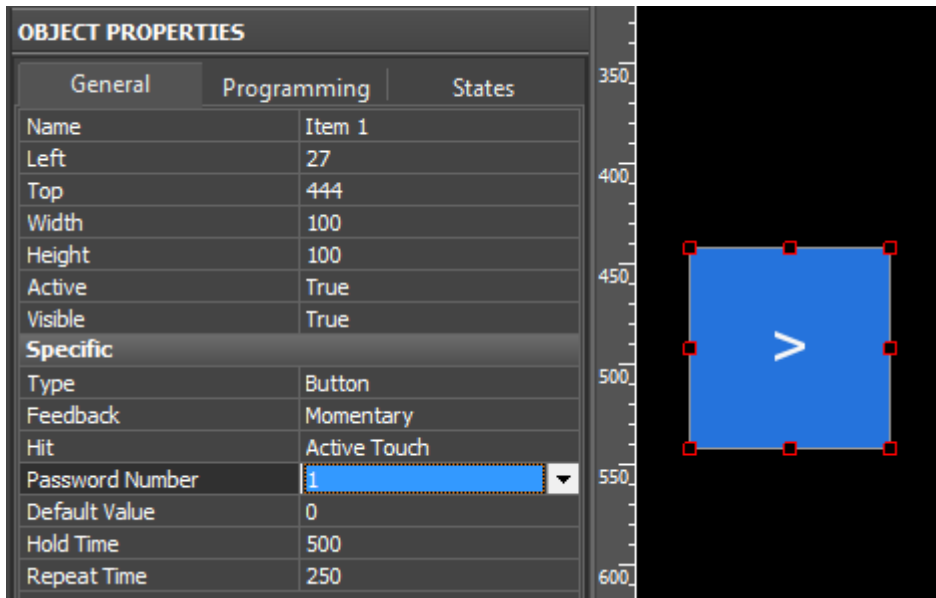 OBJECT PROPERTIES
General Programming States
Name Item 1
Left 27
Top 444
Width 100
Height 100
Active True
Visible True
Specific
Type Button
Feedback Momentary
Hit Active Touch
Password Number 1
Default Value 0
Hold Time 500
Repeat Time 250
350
400
450
500
550
600
>